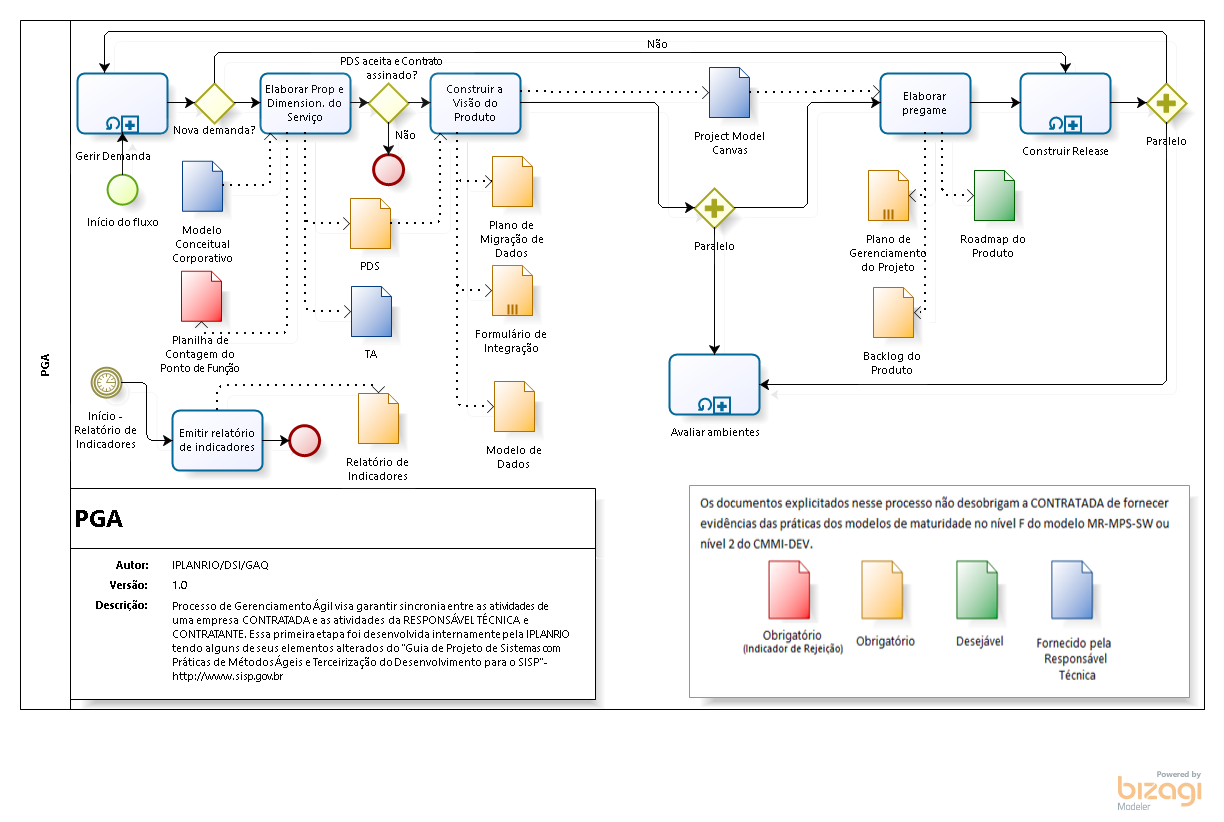 PGA
Não
PDS aceita e Contrato
assinado?
Elaborar Prop e
Dimension. do
Serviço
Construir a
Visão do
Produto
Elaborar
pregame
Nova demanda?
Não
Project Model
Canvas
Paralelo
Gerir Demanda
Construir Release
Início do fluxo
Modelo
Conceitual
Corporativo
PDS
Plano de
Migração de
Dados
Paralelo
Plano de
Gerenciamento
do Projeto
Roadmap do
Produto
Planilha de
Contagem do
Ponto de Função
TA
Formulário de
Integração
Backlog do
Produto
Início -
Relatório de
Indicadores
Emitir relatório
de indicadores
Relatório de
Indicadores
Modelo de
Dados
Avaliar ambientes
PGA
Autor: IPLANRIO/DSI/GAQ
Versão: 1.0
Descrição: Processo de Gerenciamento Ágil visa garantir sincronia entre as atividades de
uma empresa CONTRATADA e as atividades da RESPONSÁVEL TÉCNICA e
CONTRATANTE. Essa primeira etapa foi desenvolvida internamente pela IPLANRIO
tendo alguns de seus elementos alterados do "Guia de Projeto de Sistemas com
Práticas de Métodos Ágeis e Terceirização do Desenvolvimento para o SISP"-
http://www.sisp.gov.br
Os documentos explicitados nesse processo não desobrigam a CONTRATADA de fornecer
evidências das práticas dos modelos de maturidade no nível F do modelo MR-MPS-SW ou
nível 2 do CMMI-DEV.
Obrigatório
(Indicador de Rejeição)
Obrigatório
Desejável
Fornecido pela
Responsável
Técnica
Powered by
bizagi
Modeler